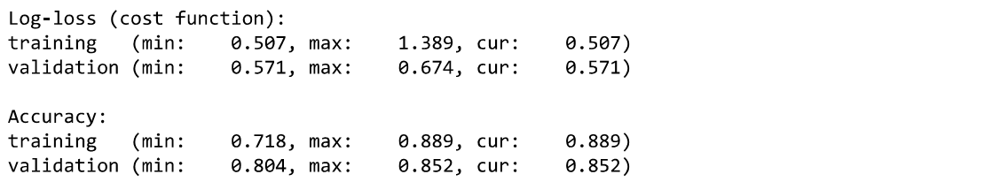 Log-loss (cost function):
training   (min:    0.507, max:    1.389, cur:    0.507)
validation (min:    0.571, max:    0.674, cur:    0.571)

Accuracy:
training   (min:    0.718, max:    0.889, cur:    0.889)
validation (min:    0.804, max:    0.852, cur:    0.852)